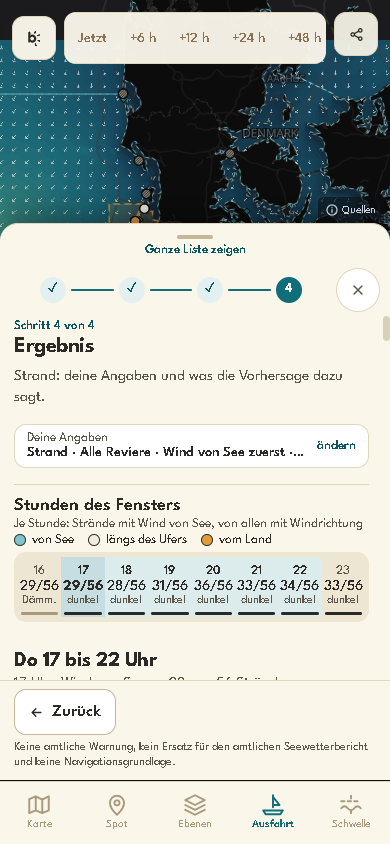 b:
Jetzt +6 h +12 h +24 h +48 h
AARHUS
DENMARK
Quellen
Ganze Liste zeigen
4
Schritt 4 von 4
Ergebnis
Strand: deine Angaben und was die Vorhersage dazu
sagt.
Deine Angaben
Strand · Alle Reviere · Wind von See zuerst ·...
ändern
Stunden des Fensters
Je Stunde: Strände mit Wind von See, von allen mit Windrichtung
von See längs des Ufers vom Land
16 17 18 19 20 21 22 23
29/56 29/56 28/56 31/56 36/56 33/56 34/56 33/56
Dämm. dunkel dunkel dunkel dunkel dunkel dunkel dunkel
Do 17 bis 22 Uhr
← Zurück
Keine amtliche Warnung, kein Ersatz für den amtlichen Seewetterbericht
und keine Navigationsgrundlage.
Karte Spot Ebenen Ausfahrt Schwelle